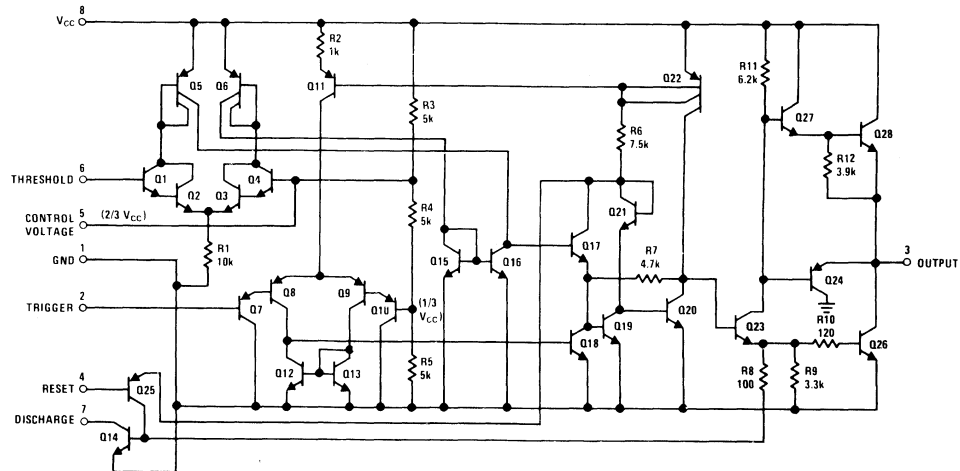 8
VCC
R2
1k
R11
6.2k
Q5
Q6
Q11
Q22
Q27
Q28
R3
5k
R6
7.5k
R12
3.9k
6
THRESHOLD
Q1
Q2
Q3
Q4
5
CONTROL VOLTAGE
(2/3 VCC)
R4
5k
Q21
1
GND
R1
10k
Q15
Q16
Q17
R7
4.7k
3
OUTPUT
Q24
2
TRIGGER
Q7
Q8
Q9
Q10
(1/3 VCC)
Q18
Q19
Q20
Q23
R10
120
Q26
Q12
Q13
R5
5k
R8
100
R9
3.3k
4
RESET
Q25
7
DISCHARGE
Q14